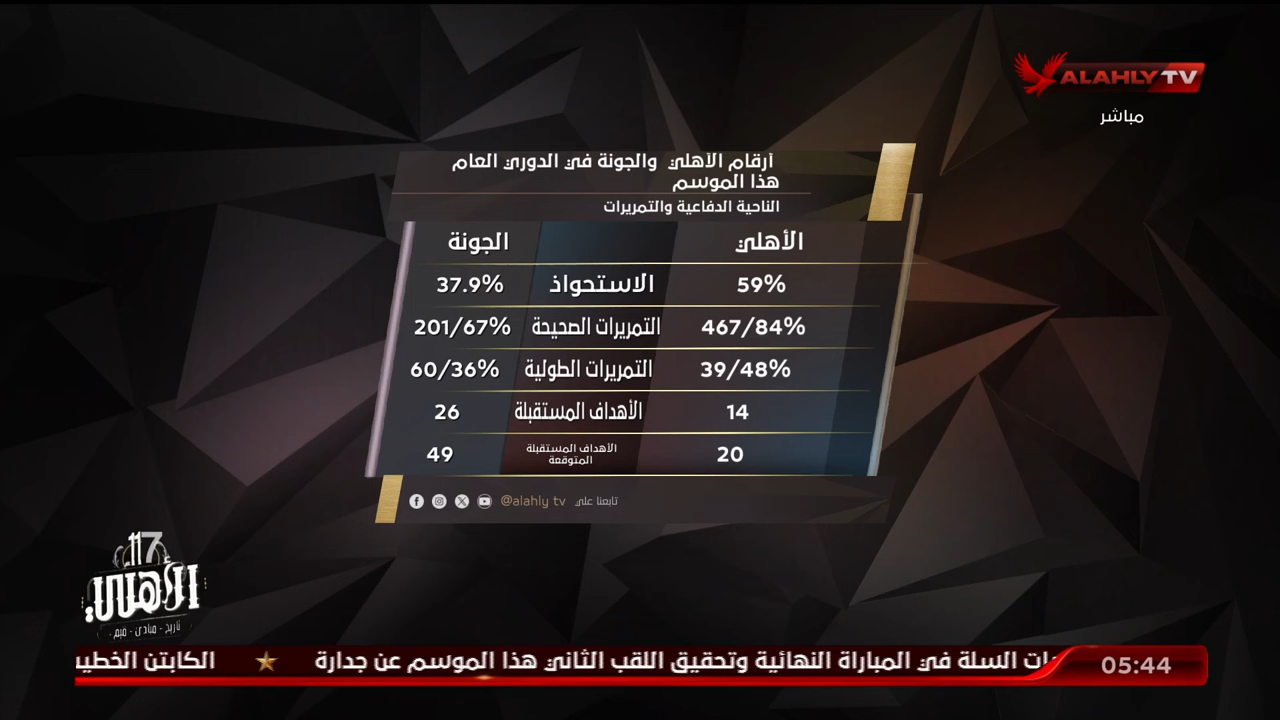 ALAHLY TV
مباشر
أرقام الأهلي والجونة في الدوري العام
هذا الموسم
الناحية الدفاعية والتمريرات
الأهلي الجونة
59% الاستحواذ 37.9%
467/84% التمريرات الصحيحة 201/67%
39/48% التمريرات الطولية 60/36%
14 الأهداف المستقبلة 26
20 الأهداف المستقبلة المتوقعة 49
تابعنا علي @alahly tv
117
الأهلي
تاريخ - مبادئ - قيم
05:44
السلة في المباراة النهائية وتحقيق اللقب الثاني هذا الموسم عن جدارة ★ الكابتن الخطيب